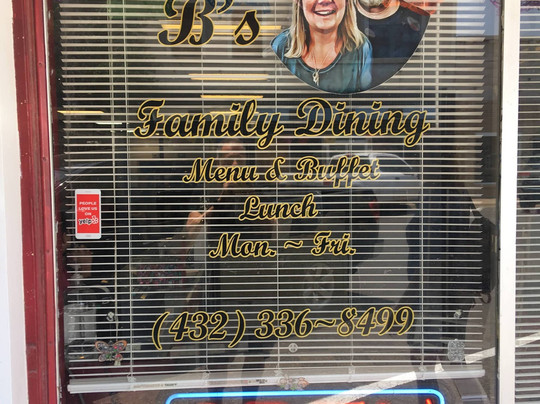 B's
Family Dining
Menu & Buffet
Lunch
Mon. ~ Fri.
PEOPLE
LOVE US
ON
yelp
(432) 336~8499